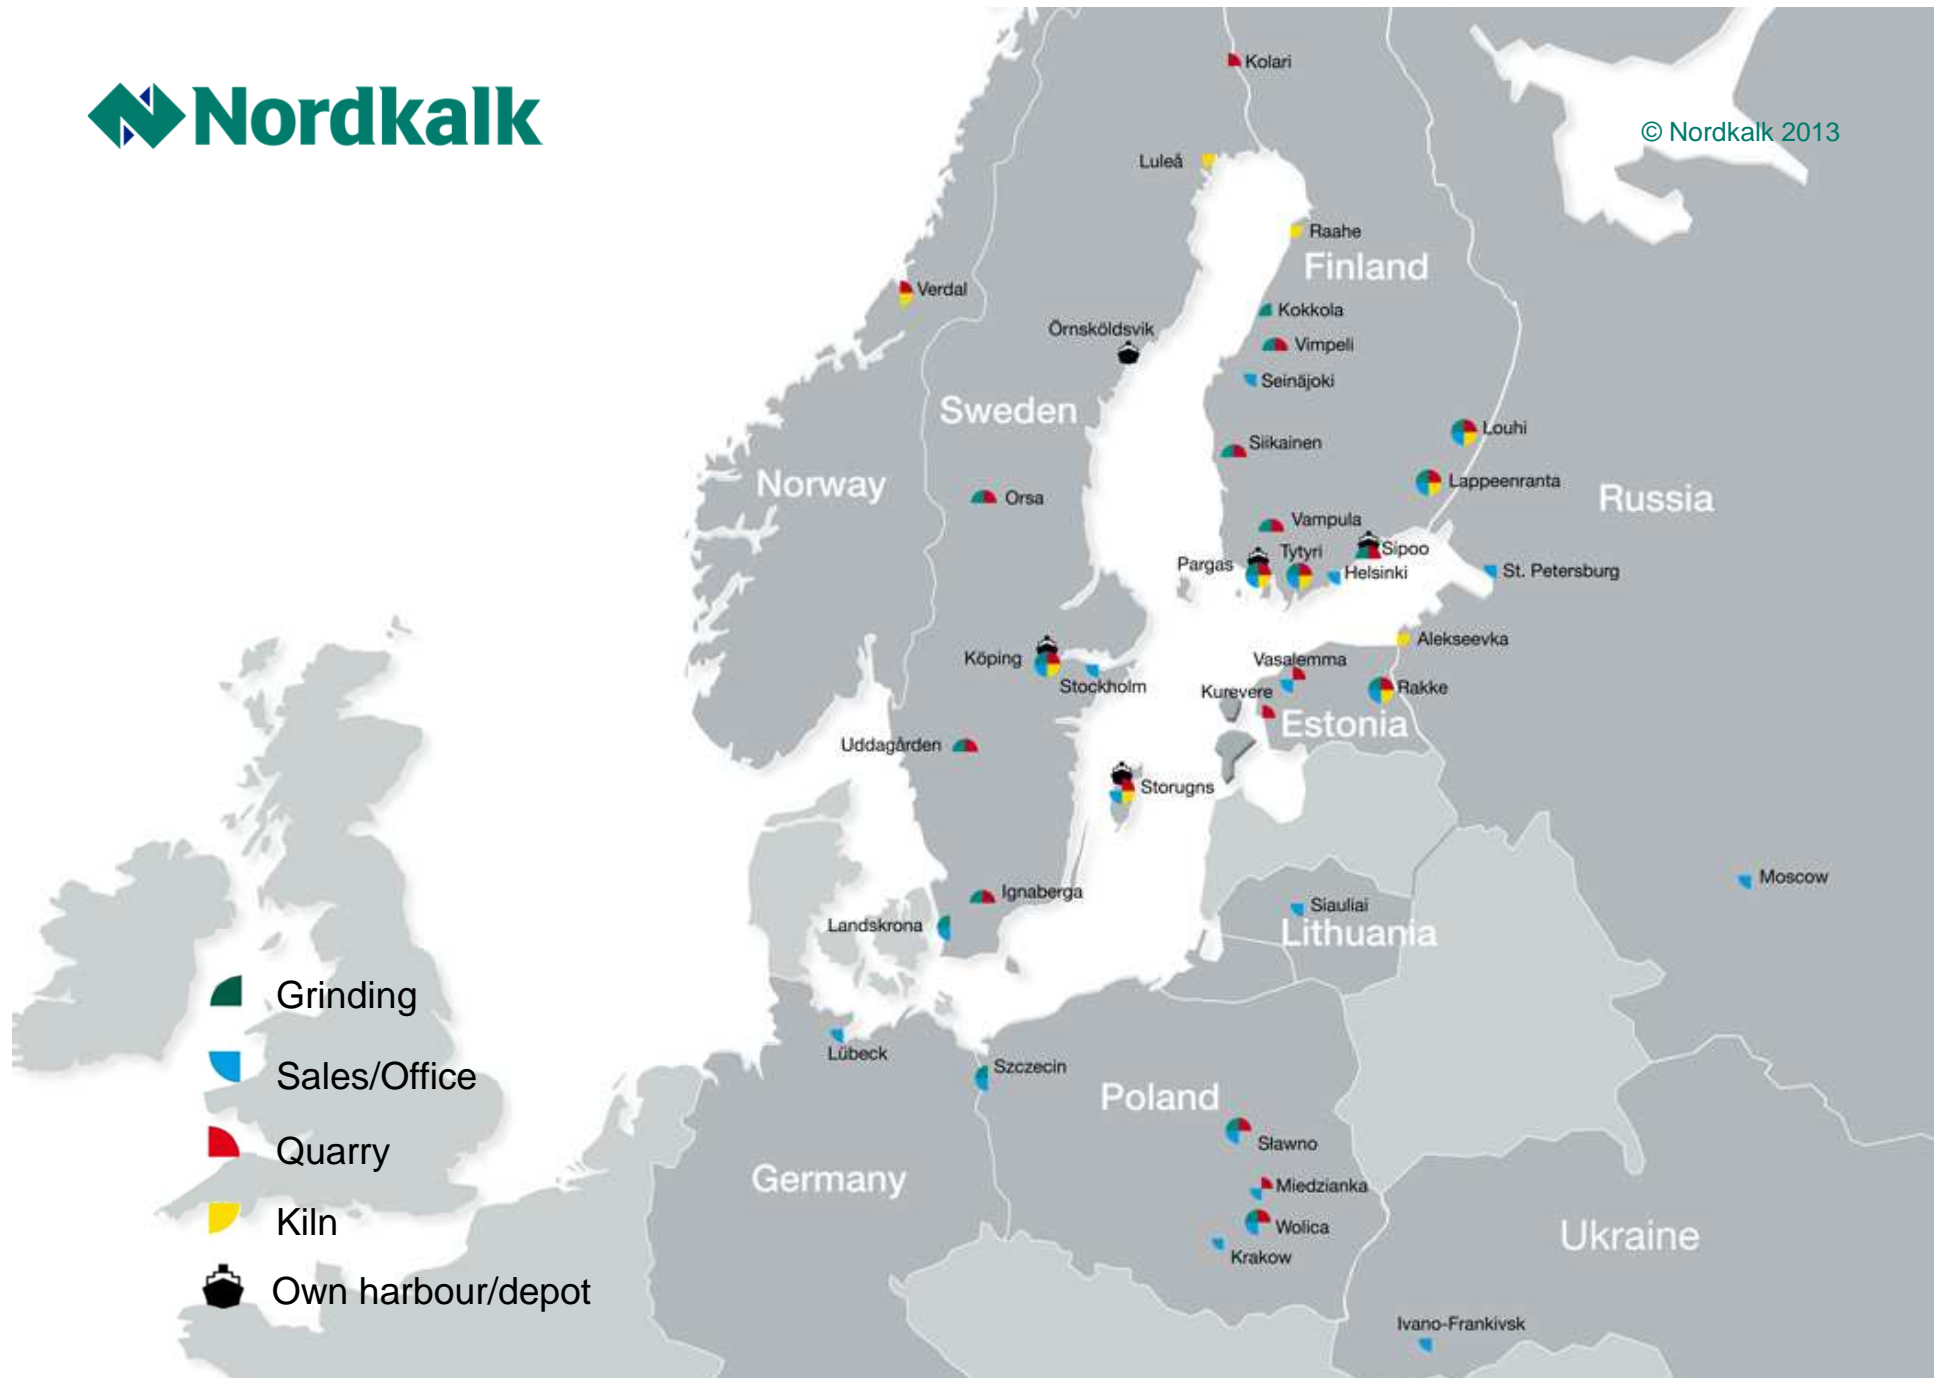 Nordkalk
© Nordkalk 2013
Kolari
Luleå
Raahe
Finland
Verdal
Kokkola
Örnsköldsvik
Vimpeli
Seinäjoki
Sweden
Louhi
Siikainen
Norway
Lappeenranta
Orsa
Russia
Vampula
Tytyri
Sipoo
Pargas
Helsinki
St. Petersburg
Alekseevka
Köping
Vasalemma
Stockholm
Kurevere
Rakke
Estonia
Uddagården
Storugns
Moscow
Ignaberga
Siauliai
Landskrona
Lithuania
Grinding
Lübeck
Szczecin
Sales/Office
Poland
Sławno
Quarry
Germany
Miedzianka
Kiln
Wolica
Ukraine
Krakow
Own harbour/depot
Ivano-Frankivsk